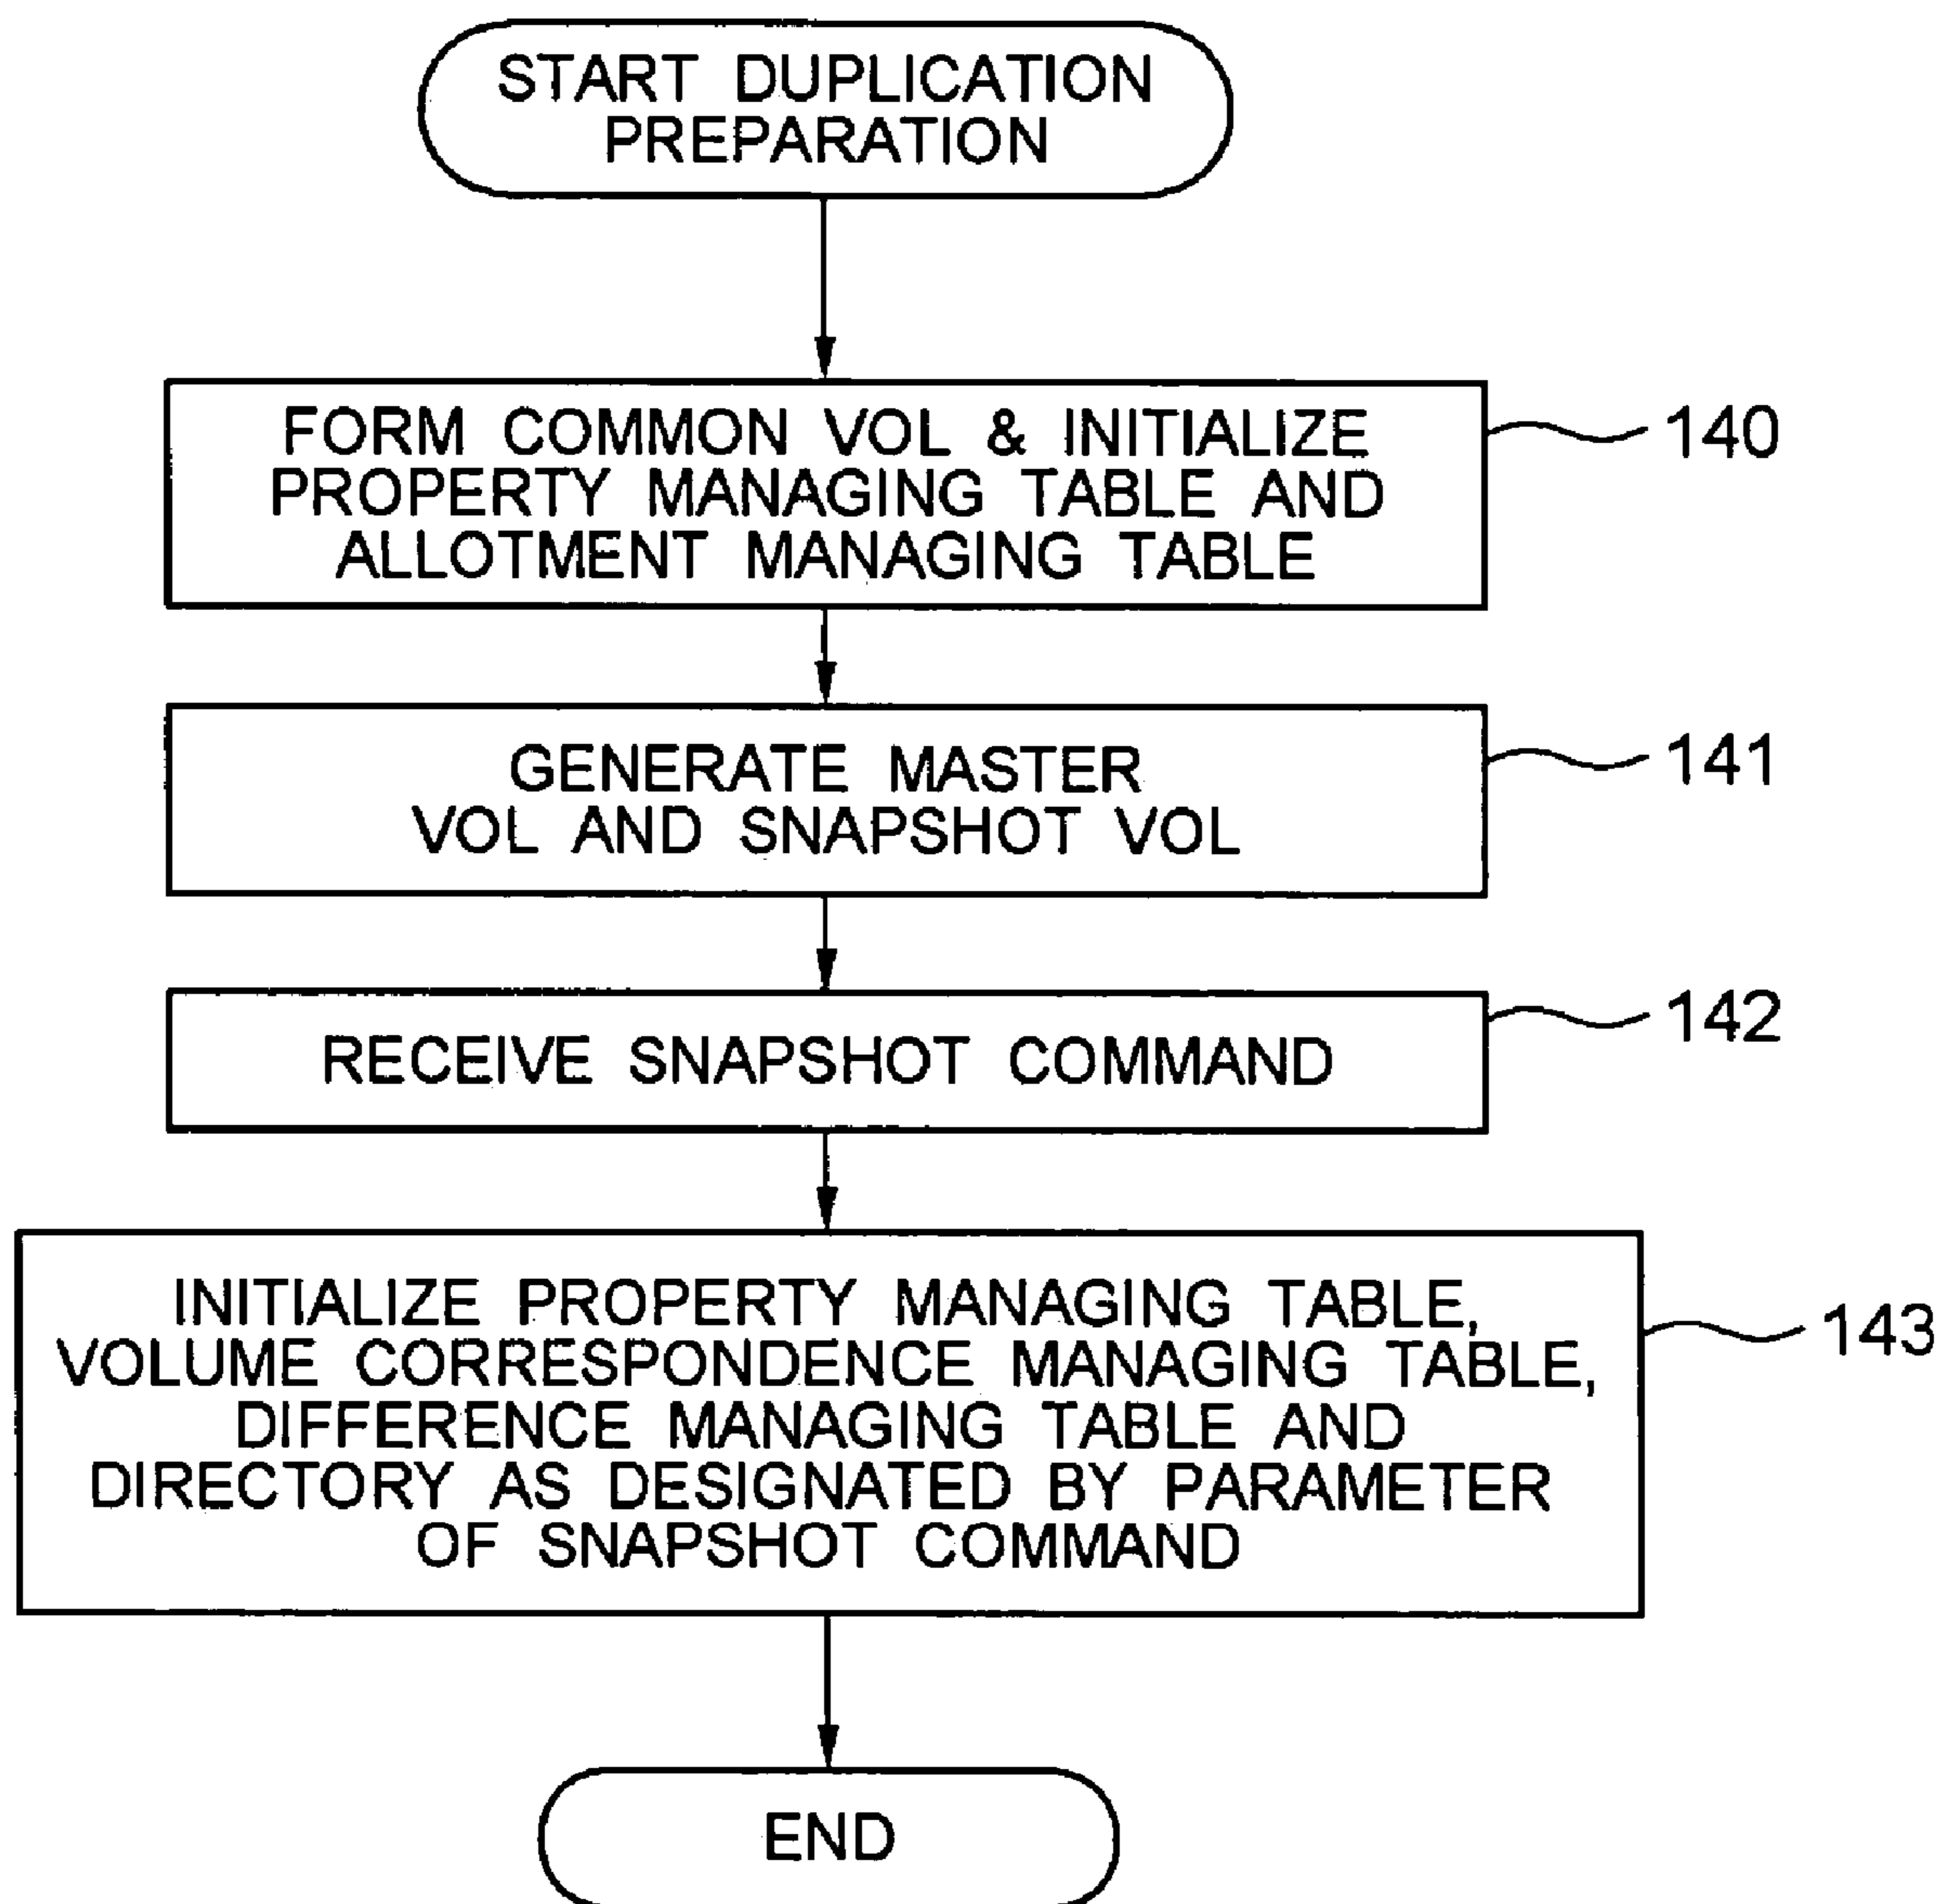 START DUPLICATION
PREPARATION
FORM COMMON VOL & INITIALIZE
PROPERTY MANAGING TABLE AND
ALLOTMENT MANAGING TABLE
140
GENERATE MASTER
VOL AND SNAPSHOT VOL
141
RECEIVE SNAPSHOT COMMAND
142
INITIALIZE PROPERTY MANAGING TABLE,
VOLUME CORRESPONDENCE MANAGING TABLE,
DIFFERENCE MANAGING TABLE AND
DIRECTORY AS DESIGNATED BY PARAMETER
OF SNAPSHOT COMMAND
143
END